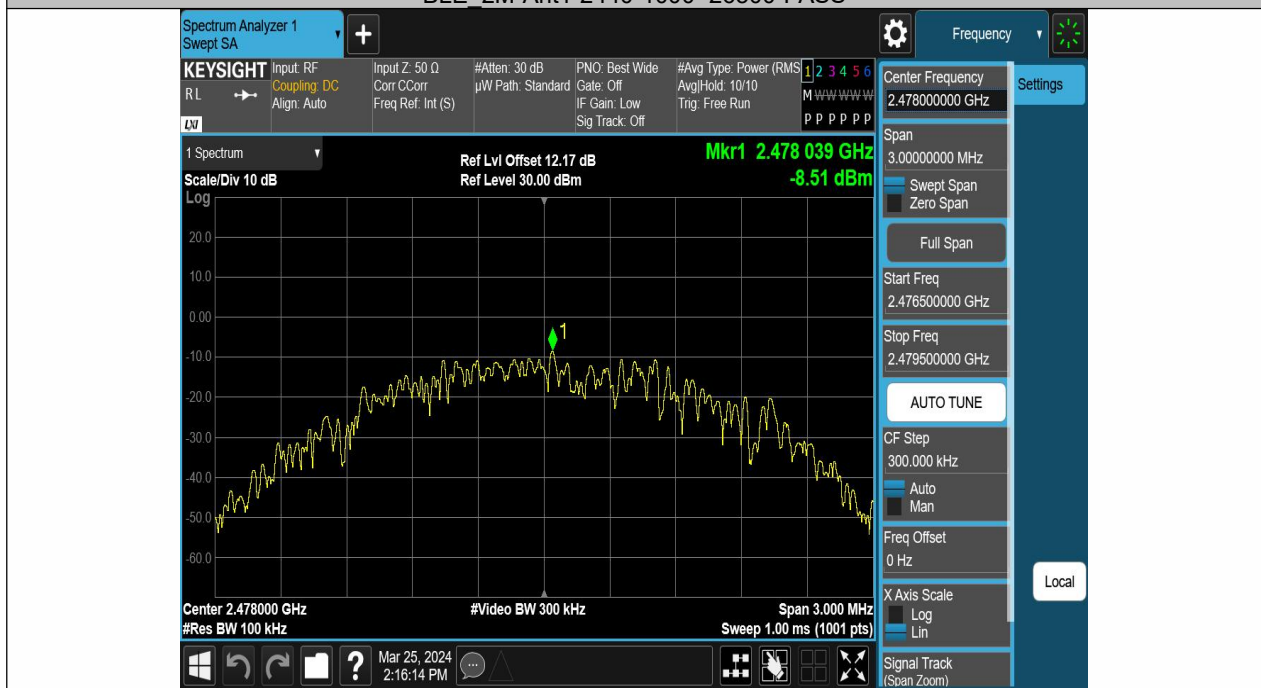 Spectrum Analyzer 1
Swept SA
+
Frequency
KEYSIGHT
RL
LXI
Input: RF
Coupling: DC
Align: Auto
Input Z: 50 Ω
Corr CCorr
Freq Ref: Int (S)
#Atten: 30 dB
µW Path: Standard
PNO: Best Wide
Gate: Off
IF Gain: Low
Sig Track: Off
#Avg Type: Power (RMS
Avg|Hold: 10/10
Trig: Free Run
1 2 3 4 5 6
M W W W W W
P P P P P P
1 Spectrum
Scale/Div 10 dB
Log
Ref Lvl Offset 12.17 dB
Ref Level 30.00 dBm
Mkr1 2.478 039 GHz
-8.51 dBm
20.0
10.0
0.00
-10.0
-20.0
-30.0
-40.0
-50.0
-60.0
1
Center 2.478000 GHz
#Res BW 100 kHz
#Video BW 300 kHz
Span 3.000 MHz
Sweep 1.00 ms (1001 pts)
Mar 25, 2024
2:16:14 PM
Center Frequency
2.478000000 GHz
Settings
Span
3.00000000 MHz
Swept Span
Zero Span
Full Span
Start Freq
2.476500000 GHz
Stop Freq
2.479500000 GHz
AUTO TUNE
CF Step
300.000 kHz
Auto
Man
Freq Offset
0 Hz
Local
X Axis Scale
Log
Lin
Signal Track
(Span Zoom)